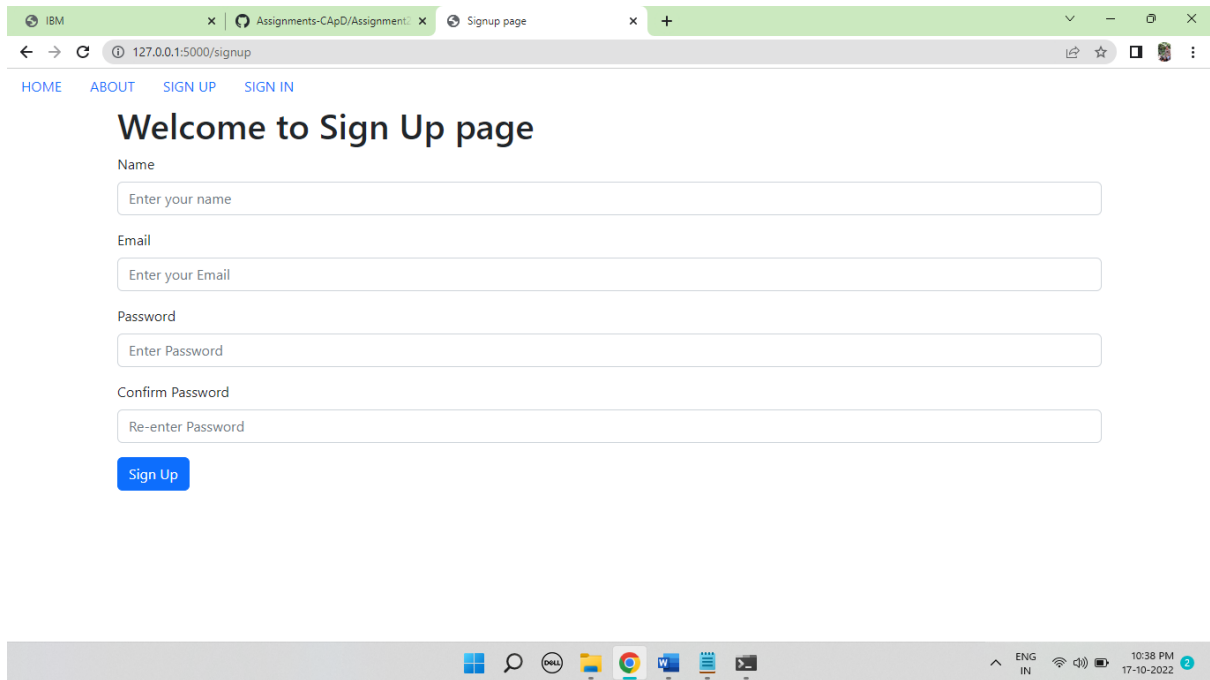 IBM
Assignments-CApD/Assignment2
Signup page
127.0.0.1:5000/signup
HOME ABOUT SIGN UP SIGN IN
Welcome to Sign Up page
Name
Enter your name
Email
Enter your Email
Password
Enter Password
Confirm Password
Re-enter Password
Sign Up
DELL
W
ENG
IN
10:38 PM
17-10-2022
2